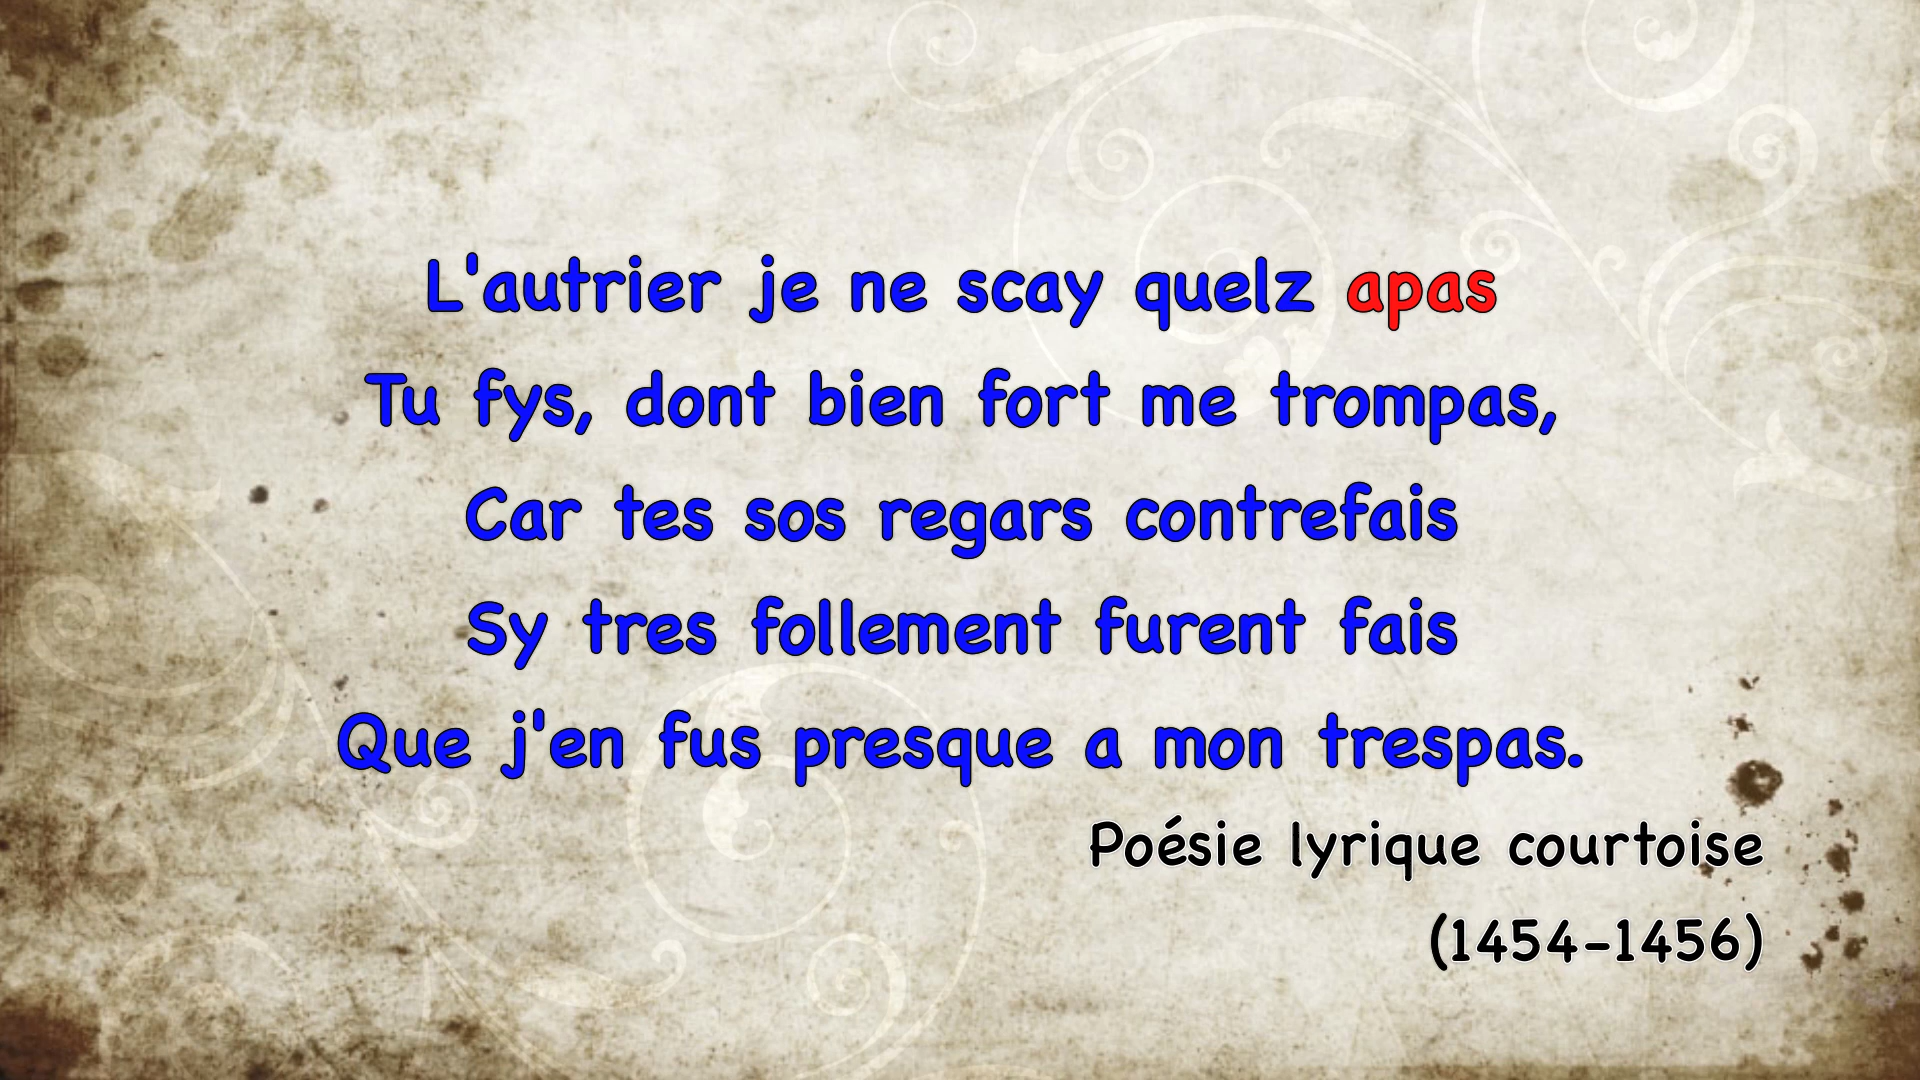 L'autrier je ne scay quelz apas
Tu fys, dont bien fort me trompas,
Car tes sos regars contrefais
Sy tres follement furent fais
Que j'en fus presque a mon trespas.
Poésie lyrique courtoise
(1454-1456)